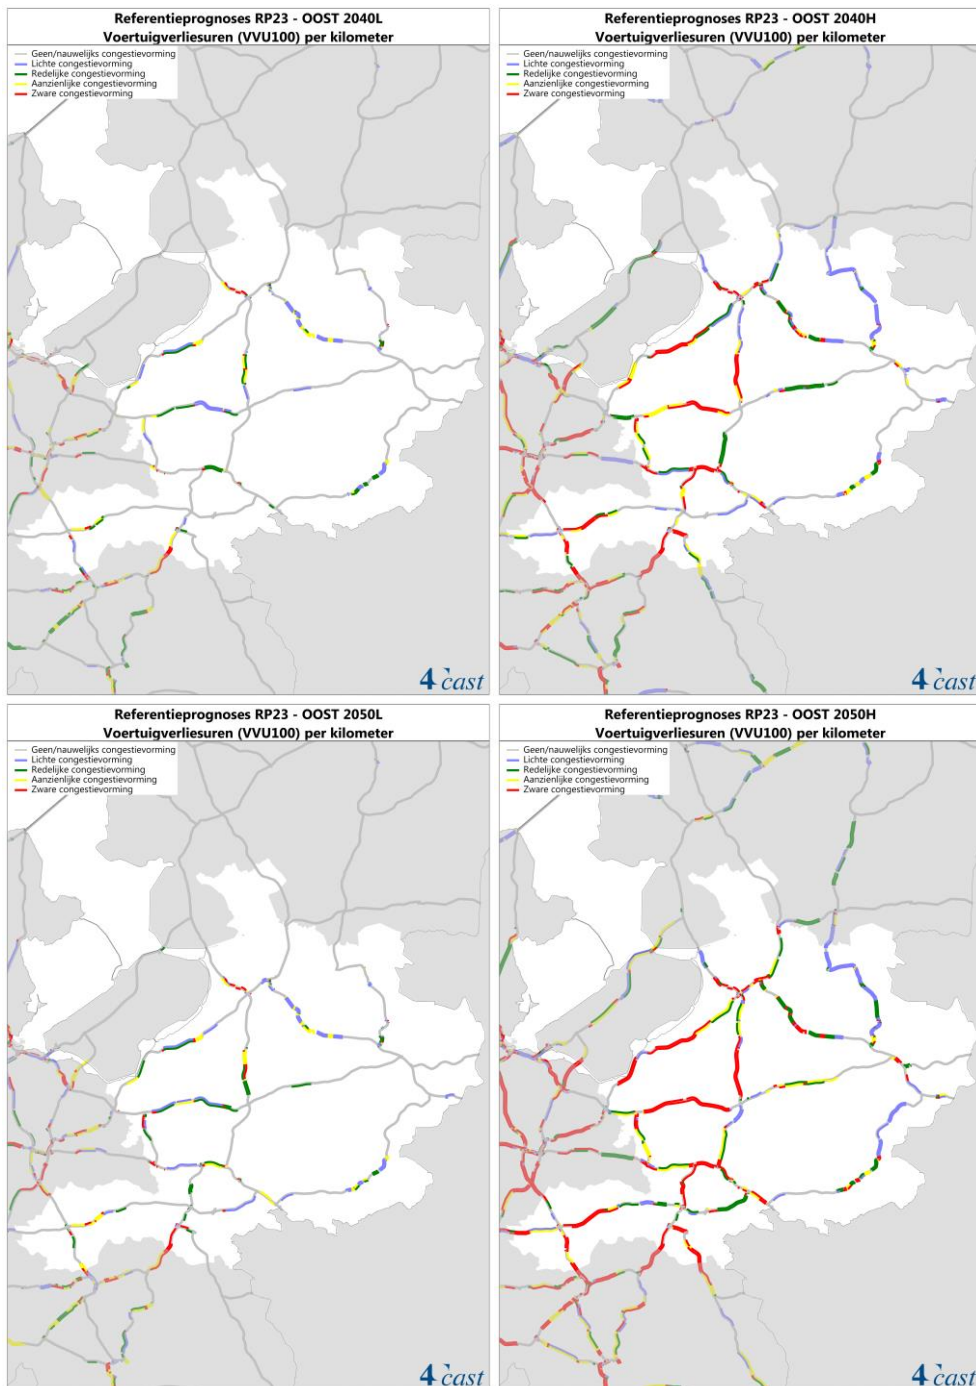 Referentieprognoses RP23 - OOST 2040L
Voertuigverliesuren (VVU100) per kilometer
Geen/nauwelijks congestievorming
Lichte congestievorming
Redelijke congestievorming
Aanzienlijke congestievorming
Zware congestievorming
4cast
Referentieprognoses RP23 - OOST 2040H
Voertuigverliesuren (VVU100) per kilometer
Geen/nauwelijks congestievorming
Lichte congestievorming
Redelijke congestievorming
Aanzienlijke congestievorming
Zware congestievorming
4cast
Referentieprognoses RP23 - OOST 2050L
Voertuigverliesuren (VVU100) per kilometer
Geen/nauwelijks congestievorming
Lichte congestievorming
Redelijke congestievorming
Aanzienlijke congestievorming
Zware congestievorming
4cast
Referentieprognoses RP23 - OOST 2050H
Voertuigverliesuren (VVU100) per kilometer
Geen/nauwelijks congestievorming
Lichte congestievorming
Redelijke congestievorming
Aanzienlijke congestievorming
Zware congestievorming
4cast